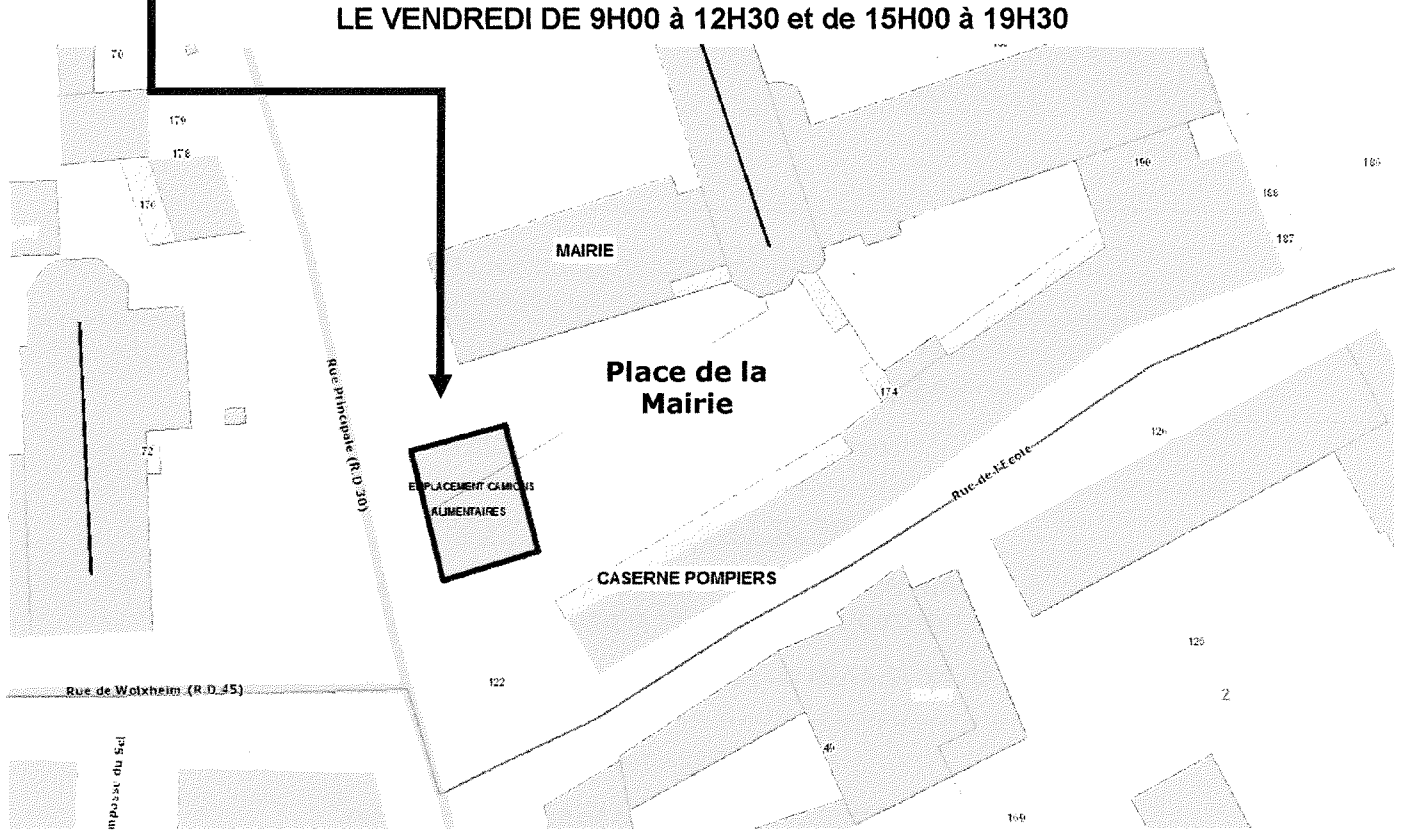 LE VENDREDI DE 9H00 à 12H30 et de 15H00 à 19H30
70
179
178
176
190
186
188
187
MAIRIE
Rue Principale (R.D 30)
Place de la
Mairie
174
72
126
EMPLACEMENT CAMIONS
ALIMENTAIRES
Rue de l'Ecole
CASERNE POMPIERS
125
122
Rue de Wolxheim (R.D 45)
2
169